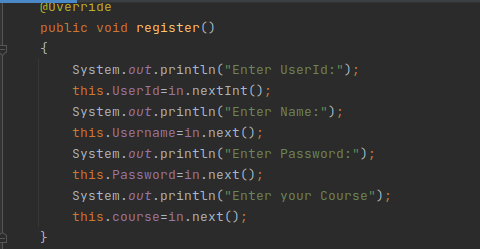 @Override
public void register()
{
System.out.println("Enter UserId:");
this.UserId=in.nextInt();
System.out.println("Enter Name:");
this.Username=in.next();
System.out.println("Enter Password:");
this.Password=in.next();
System.out.println("Enter your Course");
this.course=in.next();
}